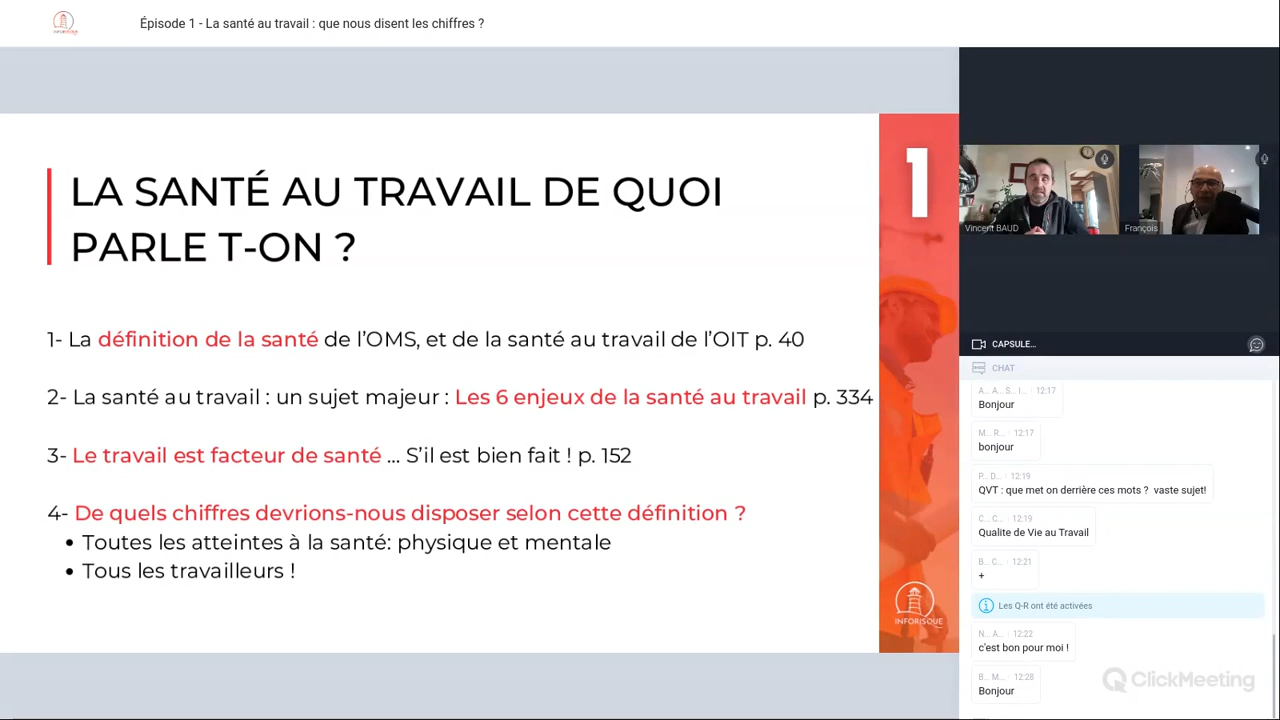 Épisode 1 - La santé au travail : que nous disent les chiffres ?
INFORISQUE
LA SANTÉ AU TRAVAIL DE QUOI
PARLE T-ON ?
1- La définition de la santé de l'OMS, et de la santé au travail de l'OIT p. 40
2- La santé au travail : un sujet majeur : Les 6 enjeux de la santé au travail p. 334
3- Le travail est facteur de santé ... S'il est bien fait ! p. 152
4- De quels chiffres devrions-nous disposer selon cette définition ?
• Toutes les atteintes à la santé: physique et mentale
• Tous les travailleurs !
1
INFORISQUE
Vincent BAUD
François
CAPSULE...
CHAT
A... A... S... I... 12:17
Bonjour
M... R... 12:17
bonjour
P... D... 12:19
QVT : que met on derrière ces mots ? vaste sujet!
C... C... 12:19
Qualite de Vie au Travail
B... C... 12:21
+
Les Q-R ont été activées
N... A... 12:22
c'est bon pour moi !
B... M... 12:28
Bonjour
ClickMeeting